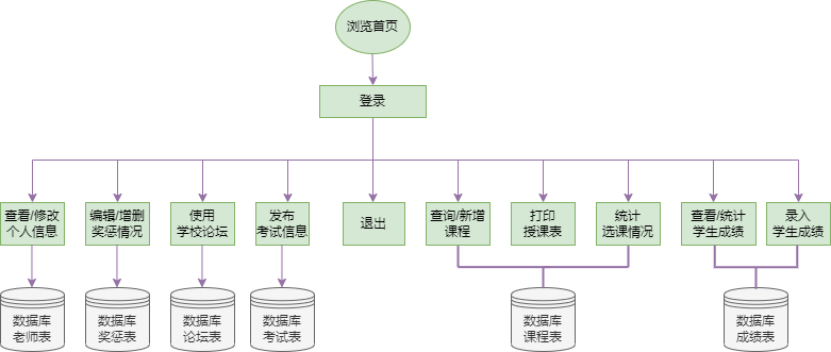 浏览首页
登录
查看/修改
个人信息
编辑/增删
奖惩情况
使用
学校论坛
发布
考试信息
退出
查询/新增
课程
打印
授课表
统计
选课情况
查看/统计
学生成绩
录入
学生成绩
数据库
老师表
数据库
奖惩表
数据库
论坛表
数据库
考试表
数据库
课程表
数据库
成绩表